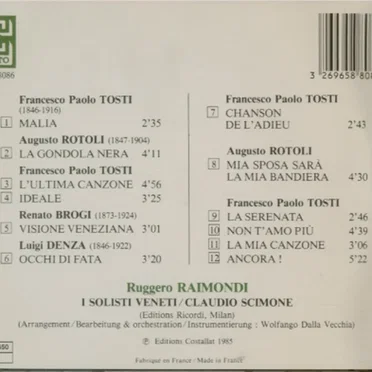 8086
Francesco Paolo TOSTI
(1846-1916)
1 MALIA 2'35
Augusto ROTOLI (1847-1904)
2 LA GONDOLA NERA 4'11
Francesco Paolo TOSTI
3 L'ULTIMA CANZONE 4'56
4 IDEALE 3'25
Renato BROGI (1873-1924)
5 VISIONE VENEZIANA 3'01
Luigi DENZA (1846-1922)
6 OCCHI DI FATA 3'20
3 269658 80
Francesco Paolo TOSTI
7 CHANSON
DE L'ADIEU 2'43
Augusto ROTOLI
8 MIA SPOSA SARÀ
LA MIA BANDIERA 4'30
Francesco Paolo TOSTI
9 LA SERENATA 2'46
10 NON T'AMO PIÙ 4'39
11 LA MIA CANZONE 3'06
12 ANCORA ! 5'22
Ruggero RAIMONDI
I SOLISTI VENETI/CLAUDIO SCIMONE
(Editions Ricordi, Milan)
(Arrangement/Bearbeitung & orchestration/Instrumentierung : Wolfango Dalla Vecchia)
℗ Editions Costallat 1985
Fabriqué en France/Made in France